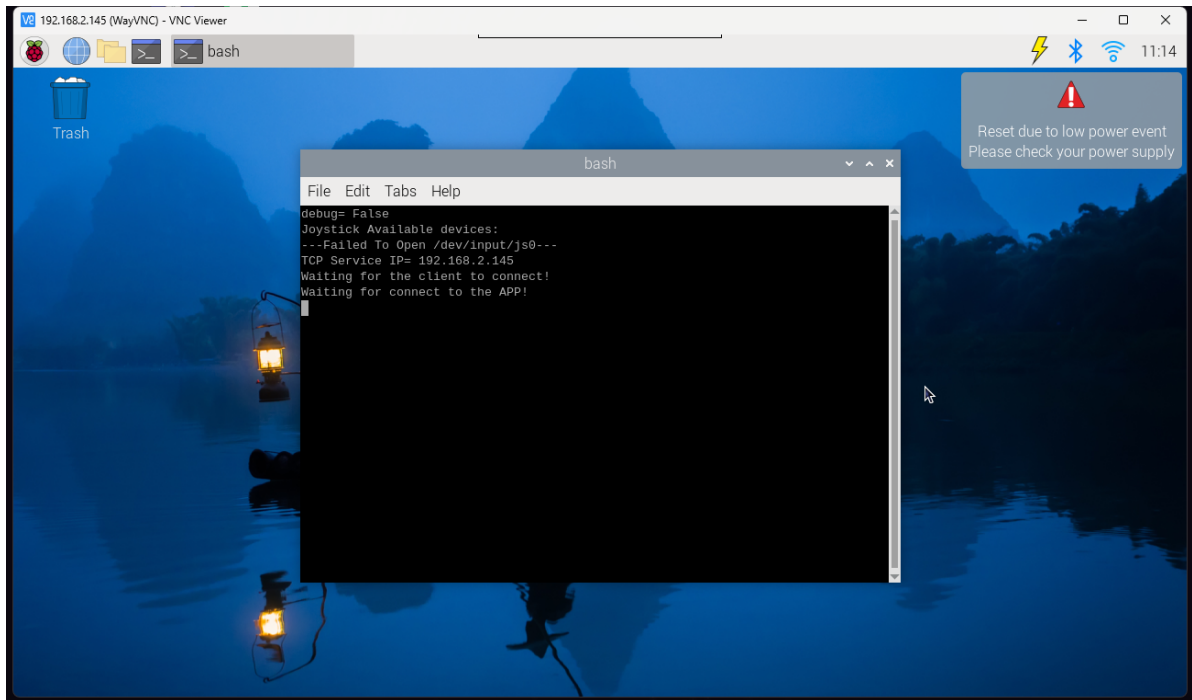 192.168.2.145 (WayVNC) - VNC Viewer
bash
11:14
Trash
Reset due to low power event
Please check your power supply
bash
File Edit Tabs Help
debug= False
Joystick Available devices:
---Failed To Open /dev/input/js0---
TCP Service IP= 192.168.2.145
Waiting for the client to connect!
Waiting for connect to the APP!